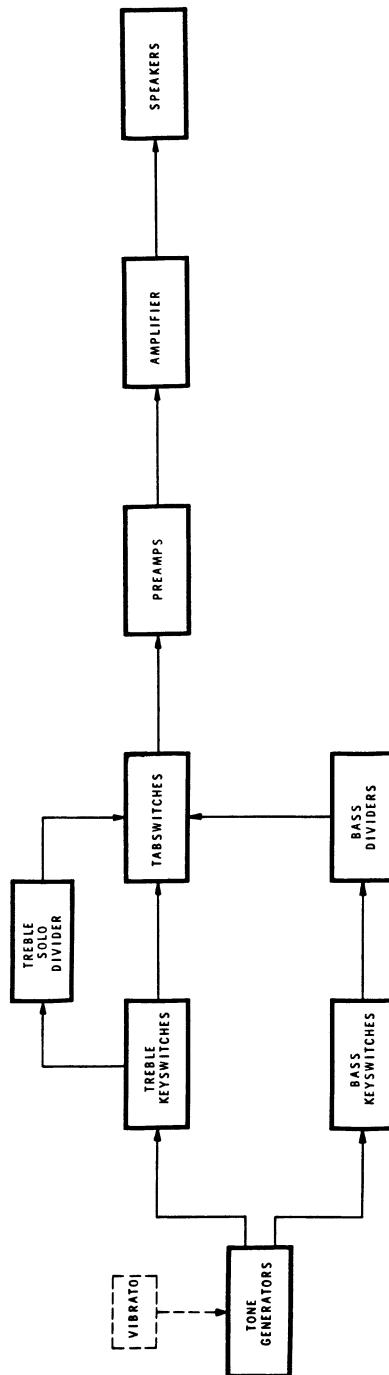 VIBRATO
TONE
GENERATORS
TREBLE
KEYSWITCHES
BASS
KEYSWITCHES
TREBLE
SOLO
DIVIDER
TABSWITCHES
BASS
DIVIDERS
PREAMPS
AMPLIFIER
SPEAKERS